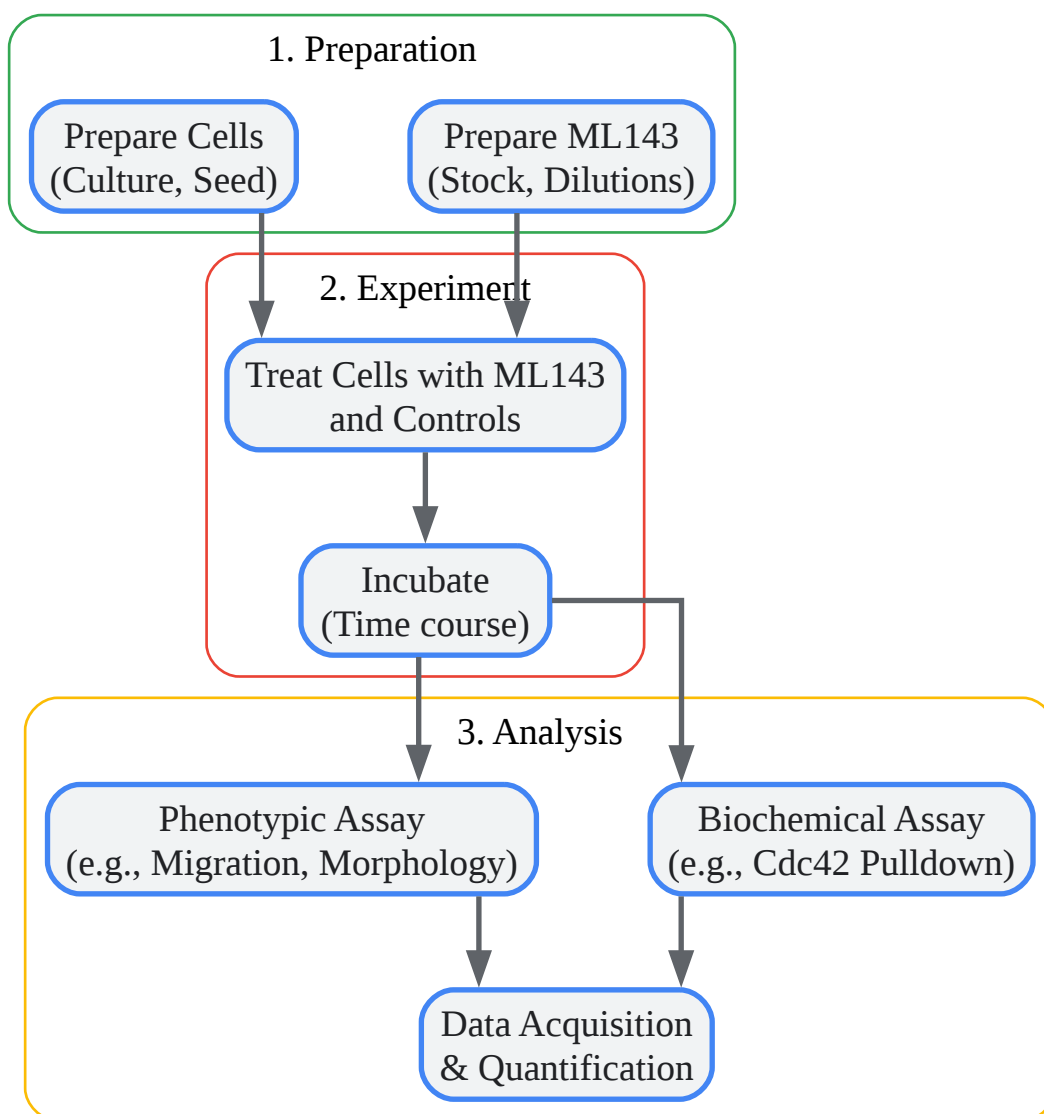 1. Preparation
Prepare Cells
(Culture, Seed)
Prepare ML143
(Stock, Dilutions)
2. Experiment
Treat Cells with ML143
and Controls
Incubate
(Time course)
3. Analysis
Phenotypic Assay
(e.g., Migration, Morphology)
Biochemical Assay
(e.g., Cdc42 Pulldown)
Data Acquisition
& Quantification